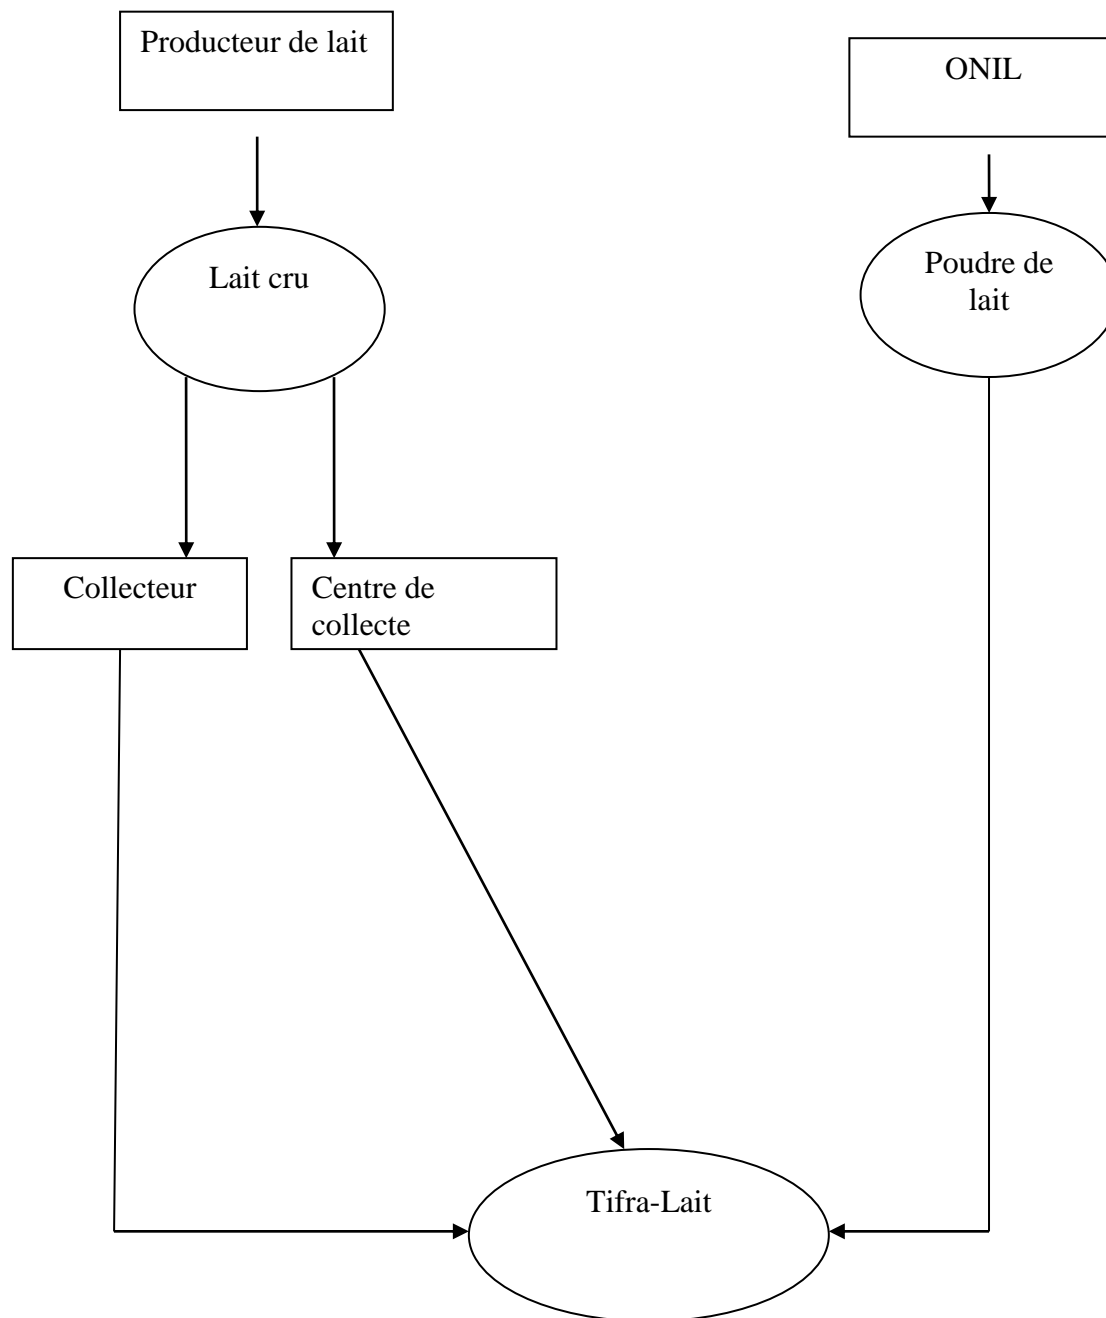 Producteur de lait
ONIL
Lait cru
Poudre de
lait
Collecteur
Centre de
collecte
Tifra-Lait